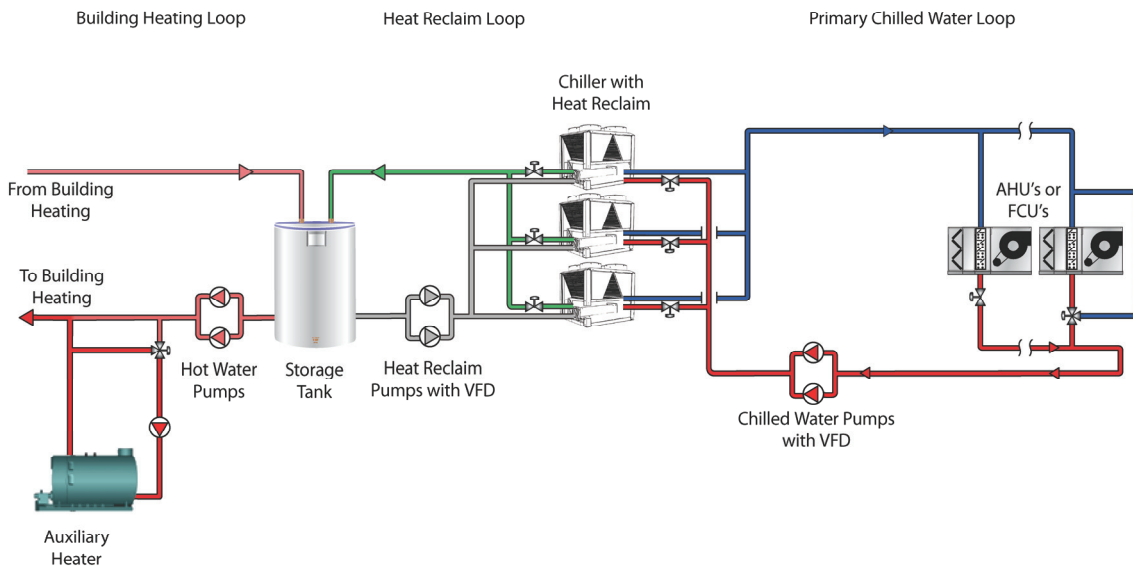 Building Heating Loop
Heat Reclaim Loop
Primary Chilled Water Loop
Chiller with
Heat Reclaim
From Building
Heating
AHU's or
FCU's
To Building
Heating
Hot Water
Pumps
Storage
Tank
Heat Reclaim
Pumps with VFD
Chilled Water Pumps
with VFD
Auxiliary
Heater